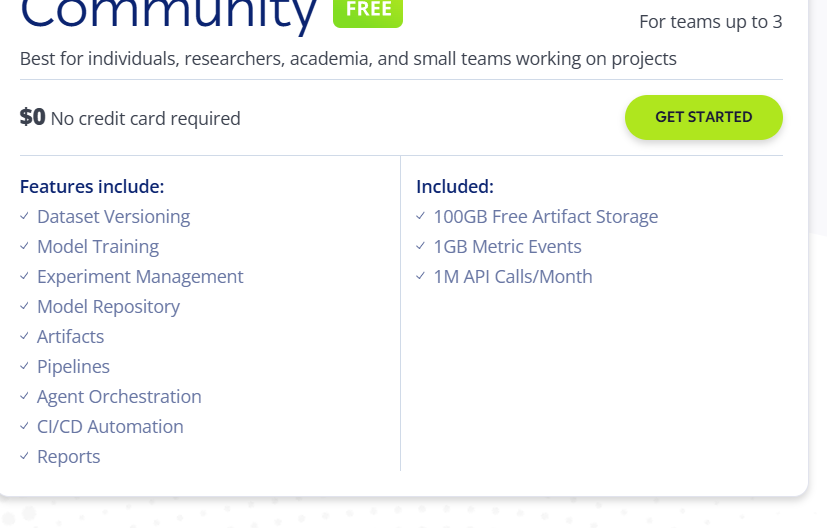 Community FREE
For teams up to 3
Best for individuals, researchers, academia, and small teams working on projects
$0 No credit card required
GET STARTED
Features include:
Dataset Versioning
Model Training
Experiment Management
Model Repository
Artifacts
Pipelines
Agent Orchestration
CI/CD Automation
Reports
Included:
100GB Free Artifact Storage
1GB Metric Events
1M API Calls/Month